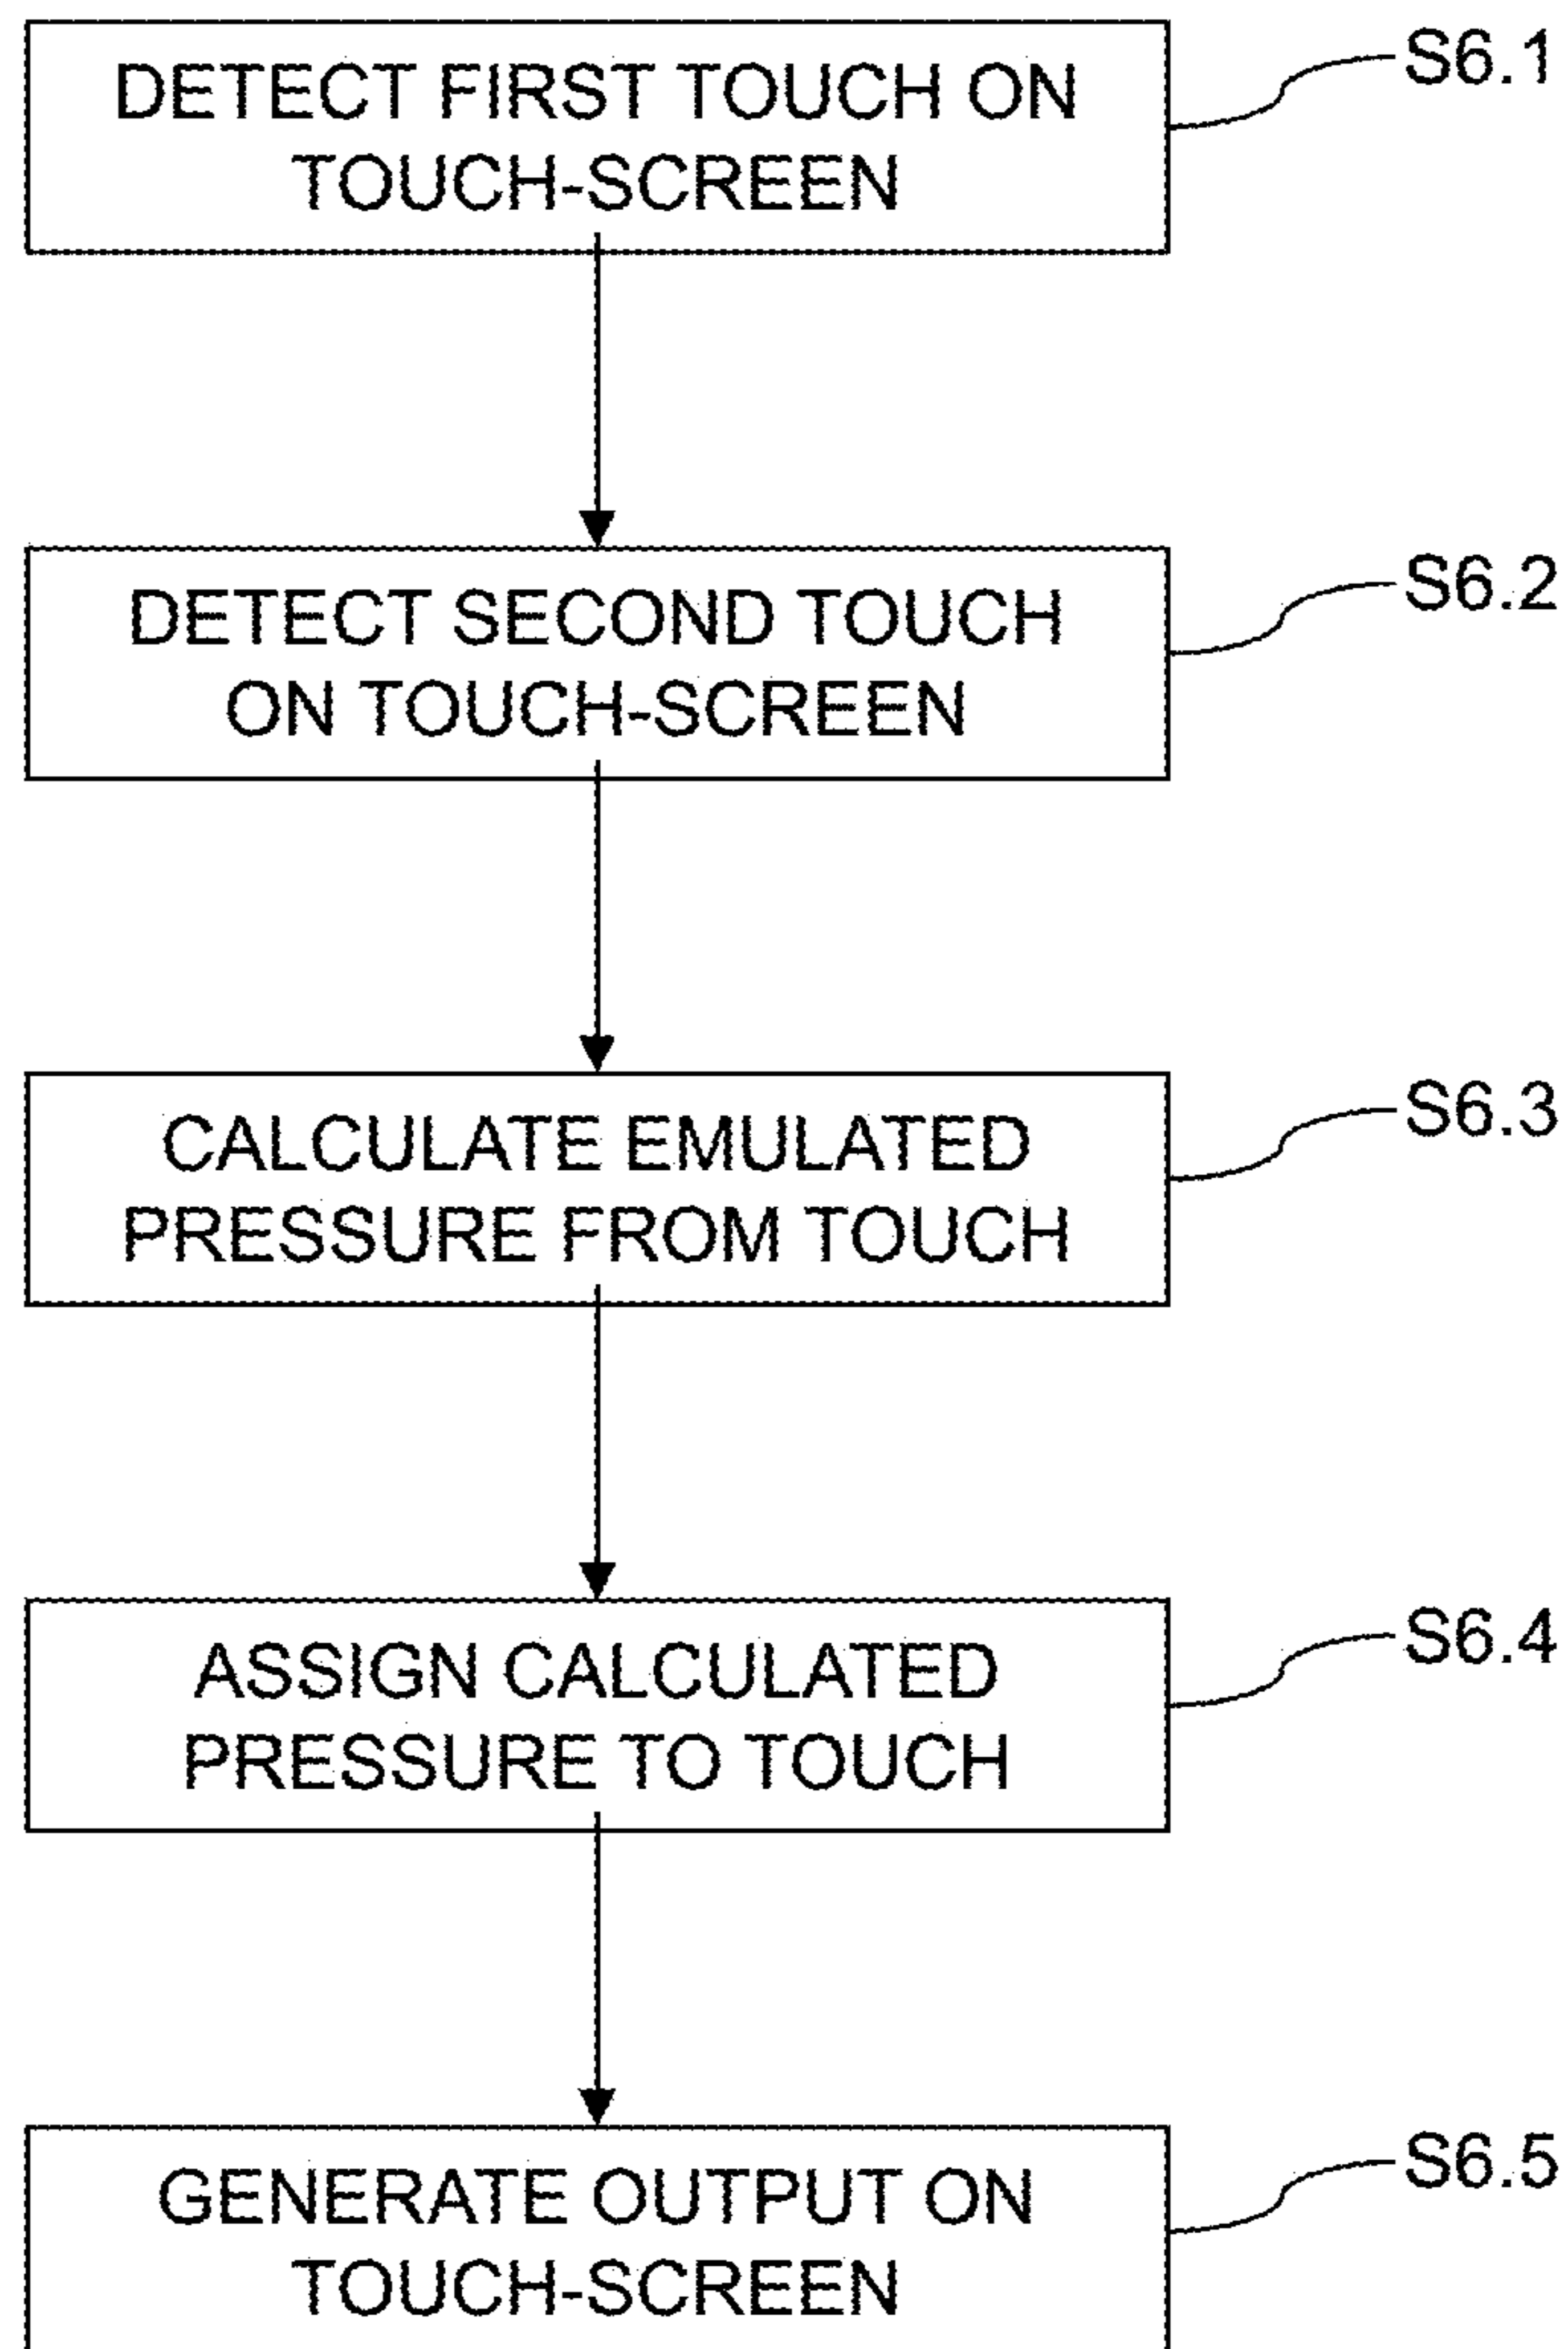 DETECT FIRST TOUCH ON
TOUCH-SCREEN
S6.1
DETECT SECOND TOUCH
ON TOUCH-SCREEN
S6.2
CALCULATE EMULATED
PRESSURE FROM TOUCH
S6.3
ASSIGN CALCULATED
PRESSURE TO TOUCH
S6.4
GENERATE OUTPUT ON
TOUCH-SCREEN
S6.5